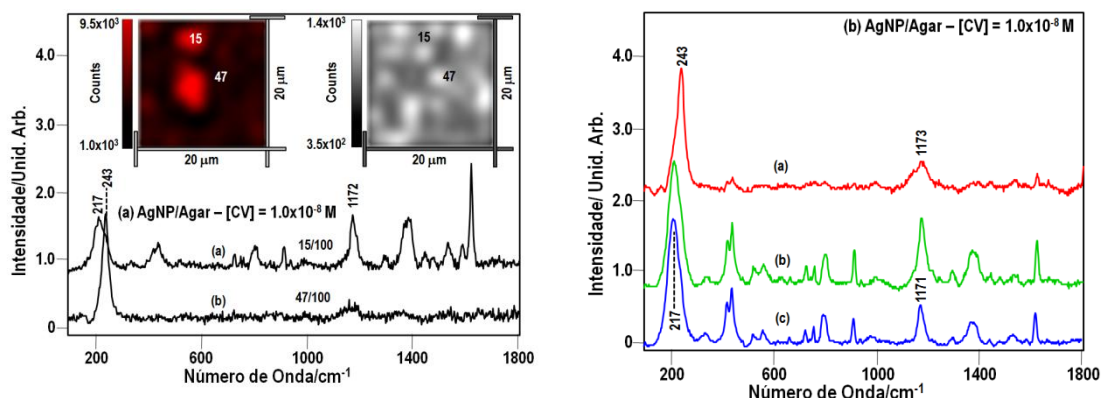 9.5x10³
Counts
1.0x10³
15
47
20 µm
20 µm
1.4x10³
Counts
3.5x10²
15
47
20 µm
20 µm
Intensidade/Unid. Arb.
4.0
3.0
2.0
1.0
0
217
243
(a) AgNP/Agar – [CV] = 1.0x10⁻⁸ M
1172
(a)
15/100
(b)
47/100
200
600
1000
1400
1800
Número de Onda/cm⁻¹
(b) AgNP/Agar – [CV] = 1.0x10⁻⁸ M
Intensidade/ Unid. Arb.
4.0
3.0
2.0
1.0
0
243
1173
(a)
(b)
217
1171
(c)
200
600
1000
1400
1800
Número de Onda/cm⁻¹